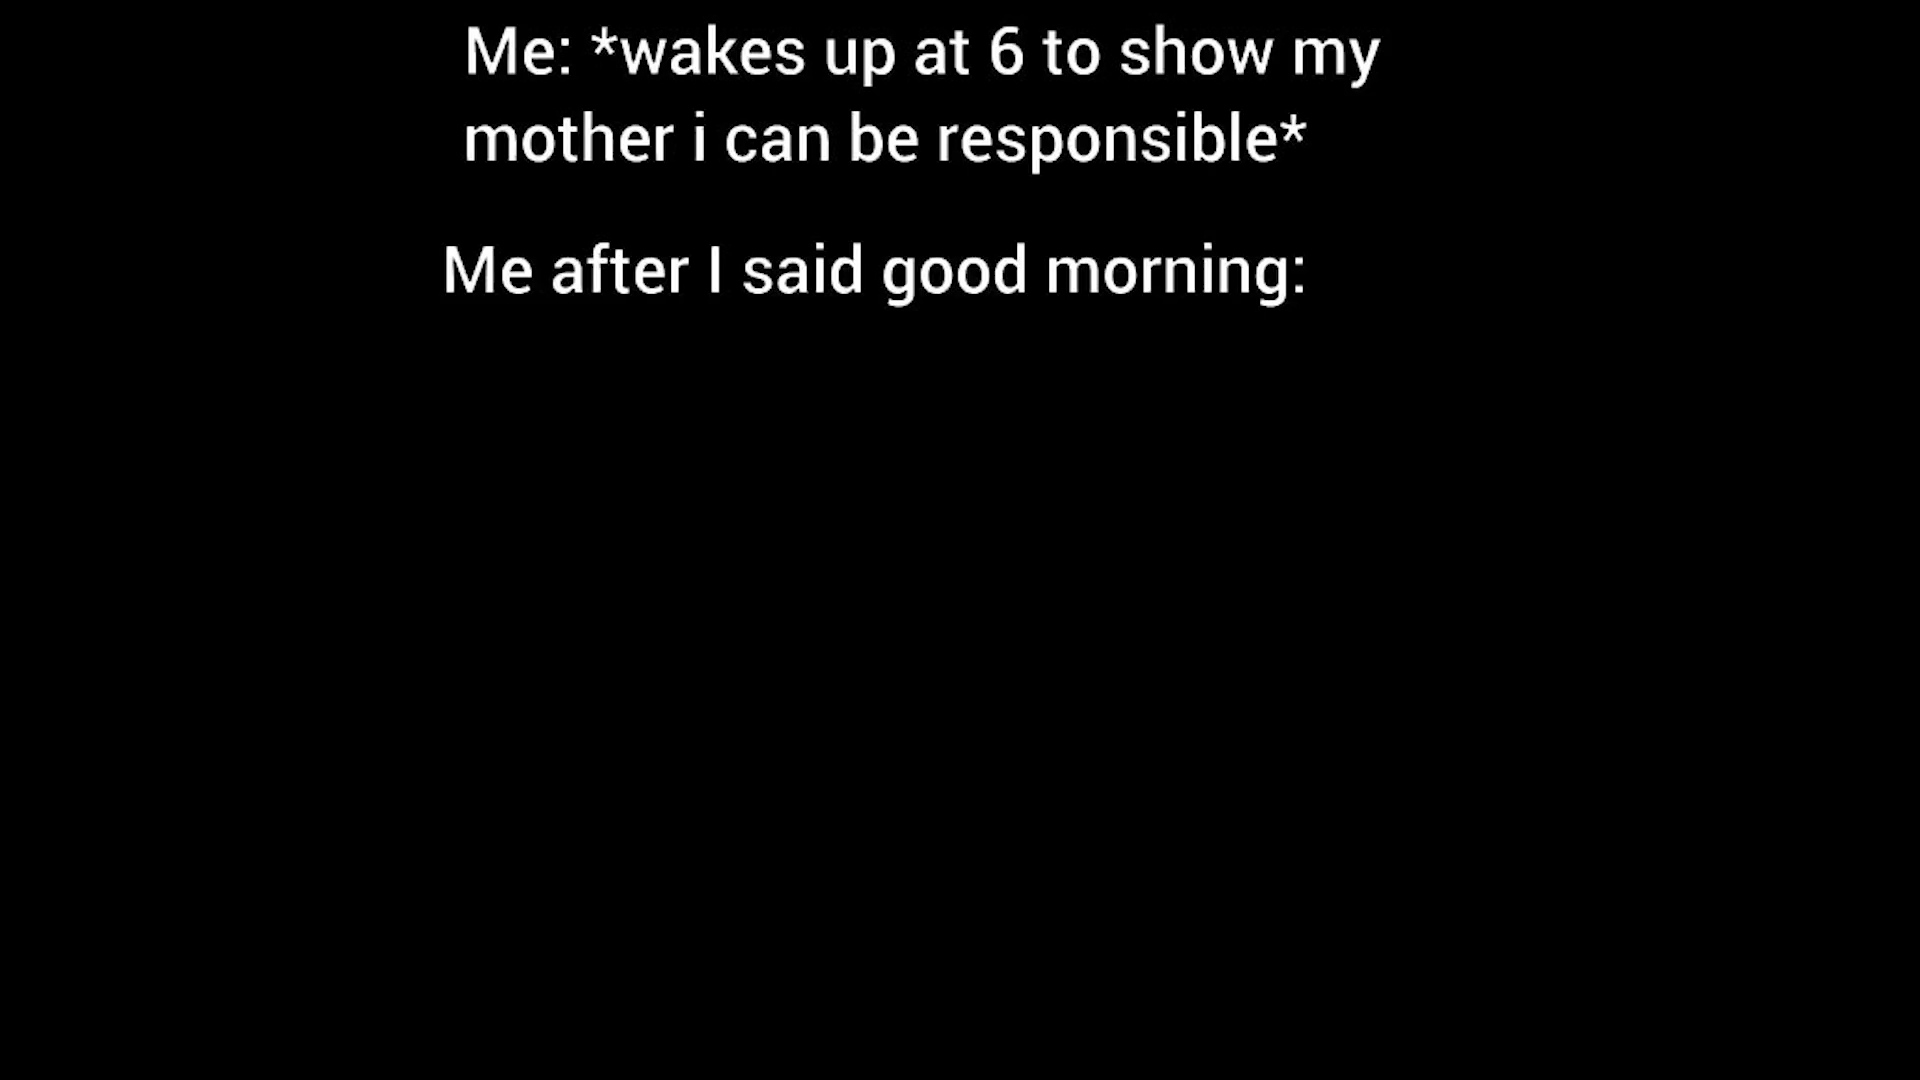 Me: *wakes up at 6 to show my
mother i can be responsible*
Me after I said good morning: